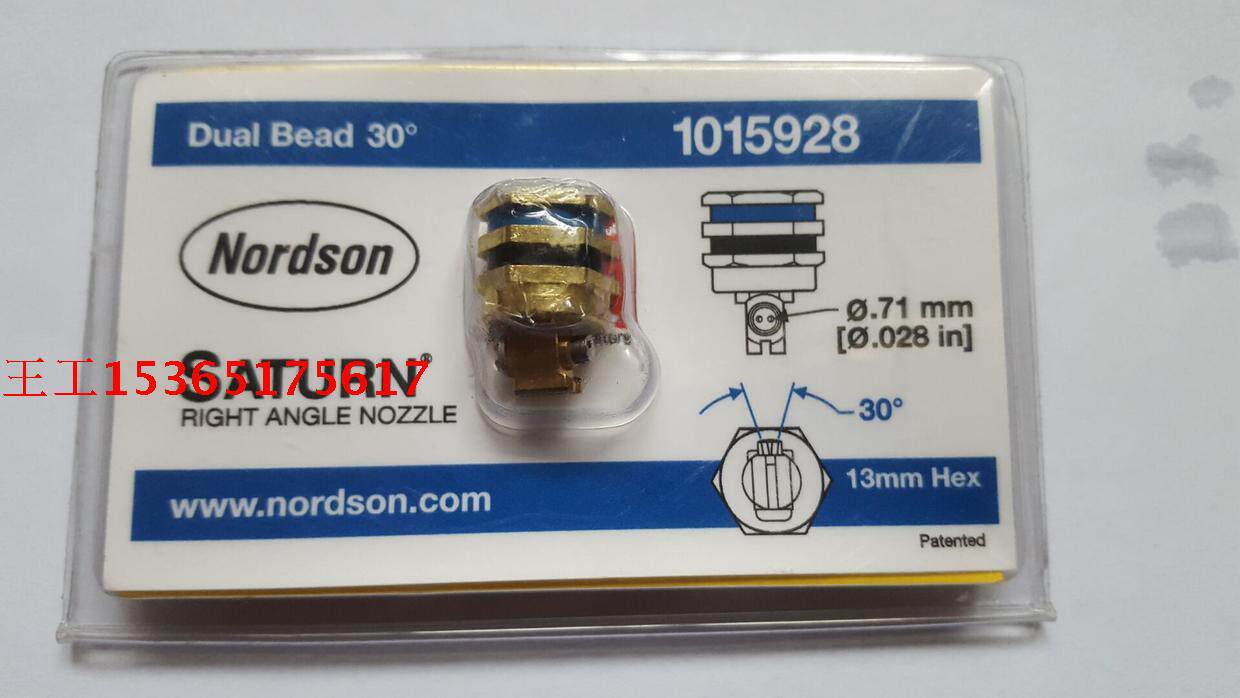 Dual Bead 30° 1015928
Nordson
Ø.71 mm
[Ø.028 in]
王工15365175617
SATURN®
RIGHT ANGLE NOZZLE
30°
13mm Hex
www.nordson.com
Patented